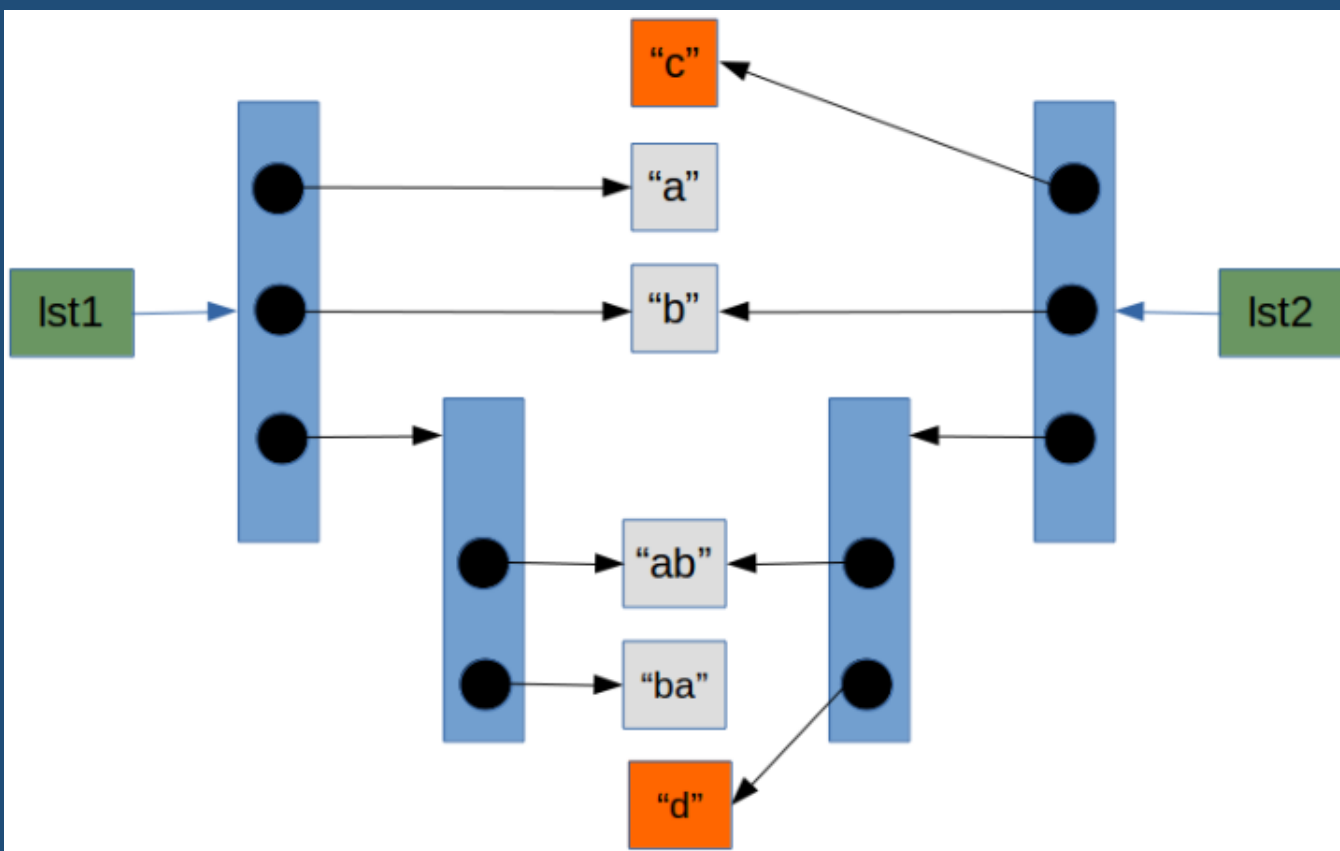 “c”
“a”
lst1
“b”
lst2
“ab”
“ba”
“d”